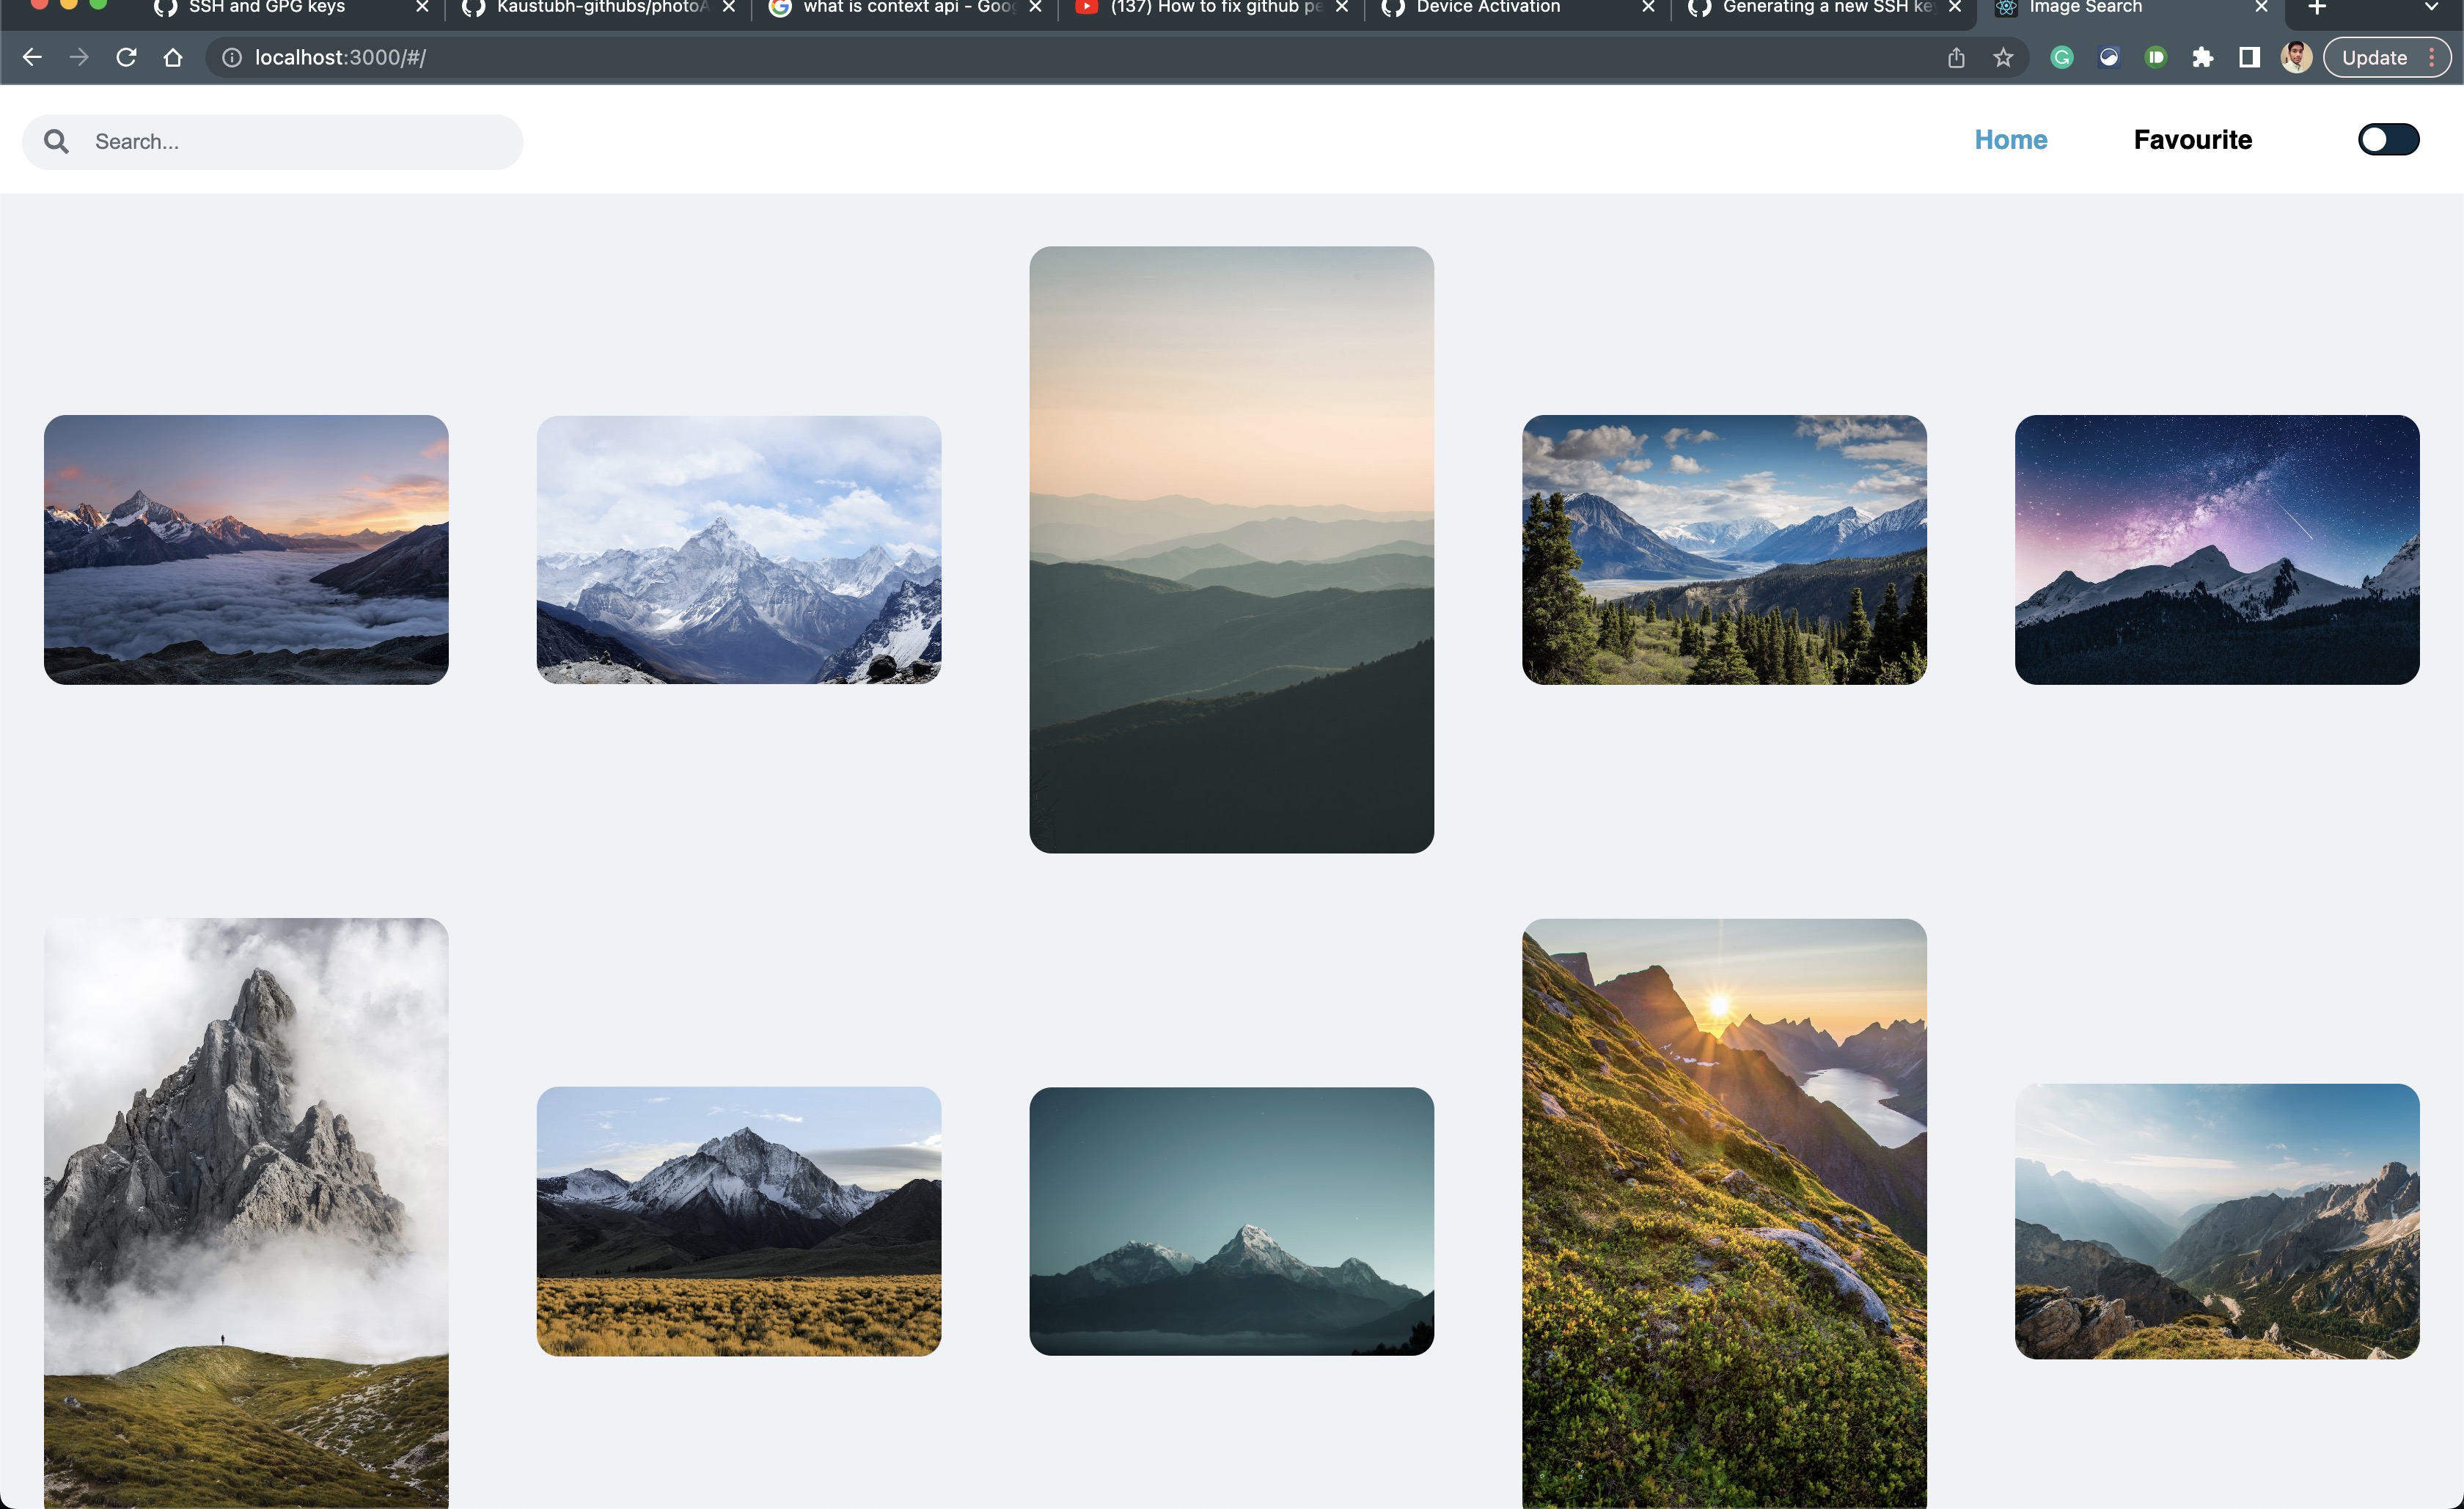 SSH and GPG keys
Kaustubh-githubs/photoA
what is context api - Goo
(137) How to fix github pe
Device Activation
Generating a new SSH ke
Image Search
localhost:3000/#/
Update
Search...
Home
Favourite